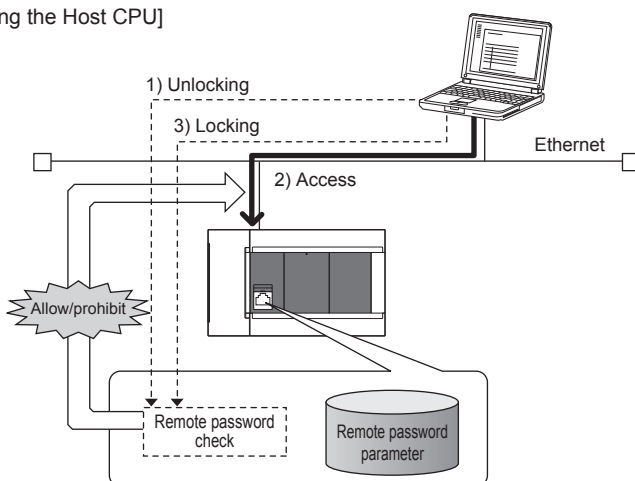 ng the Host CPU]
1) Unlocking
3) Locking
Ethernet
2) Access
Allow/prohibit
Remote password
check
Remote password
parameter